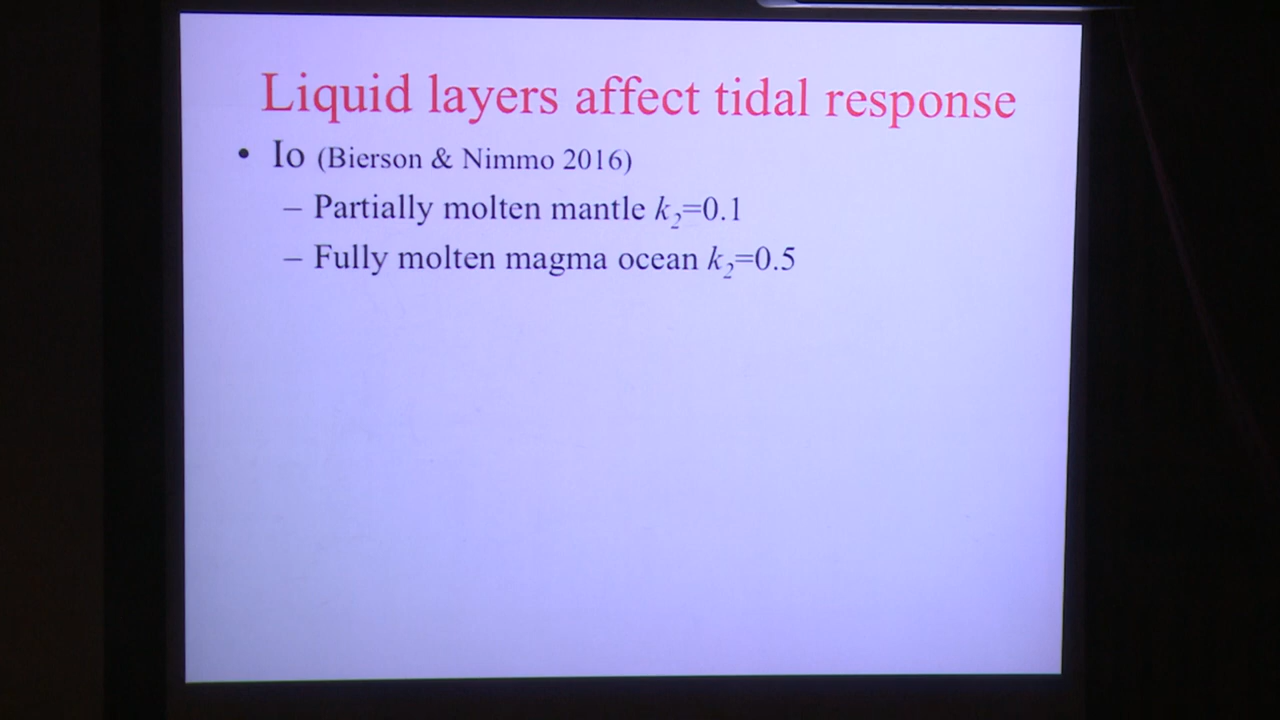 Liquid layers affect tidal response
• Io (Bierson & Nimmo 2016)
– Partially molten mantle k₂=0.1
– Fully molten magma ocean k₂=0.5